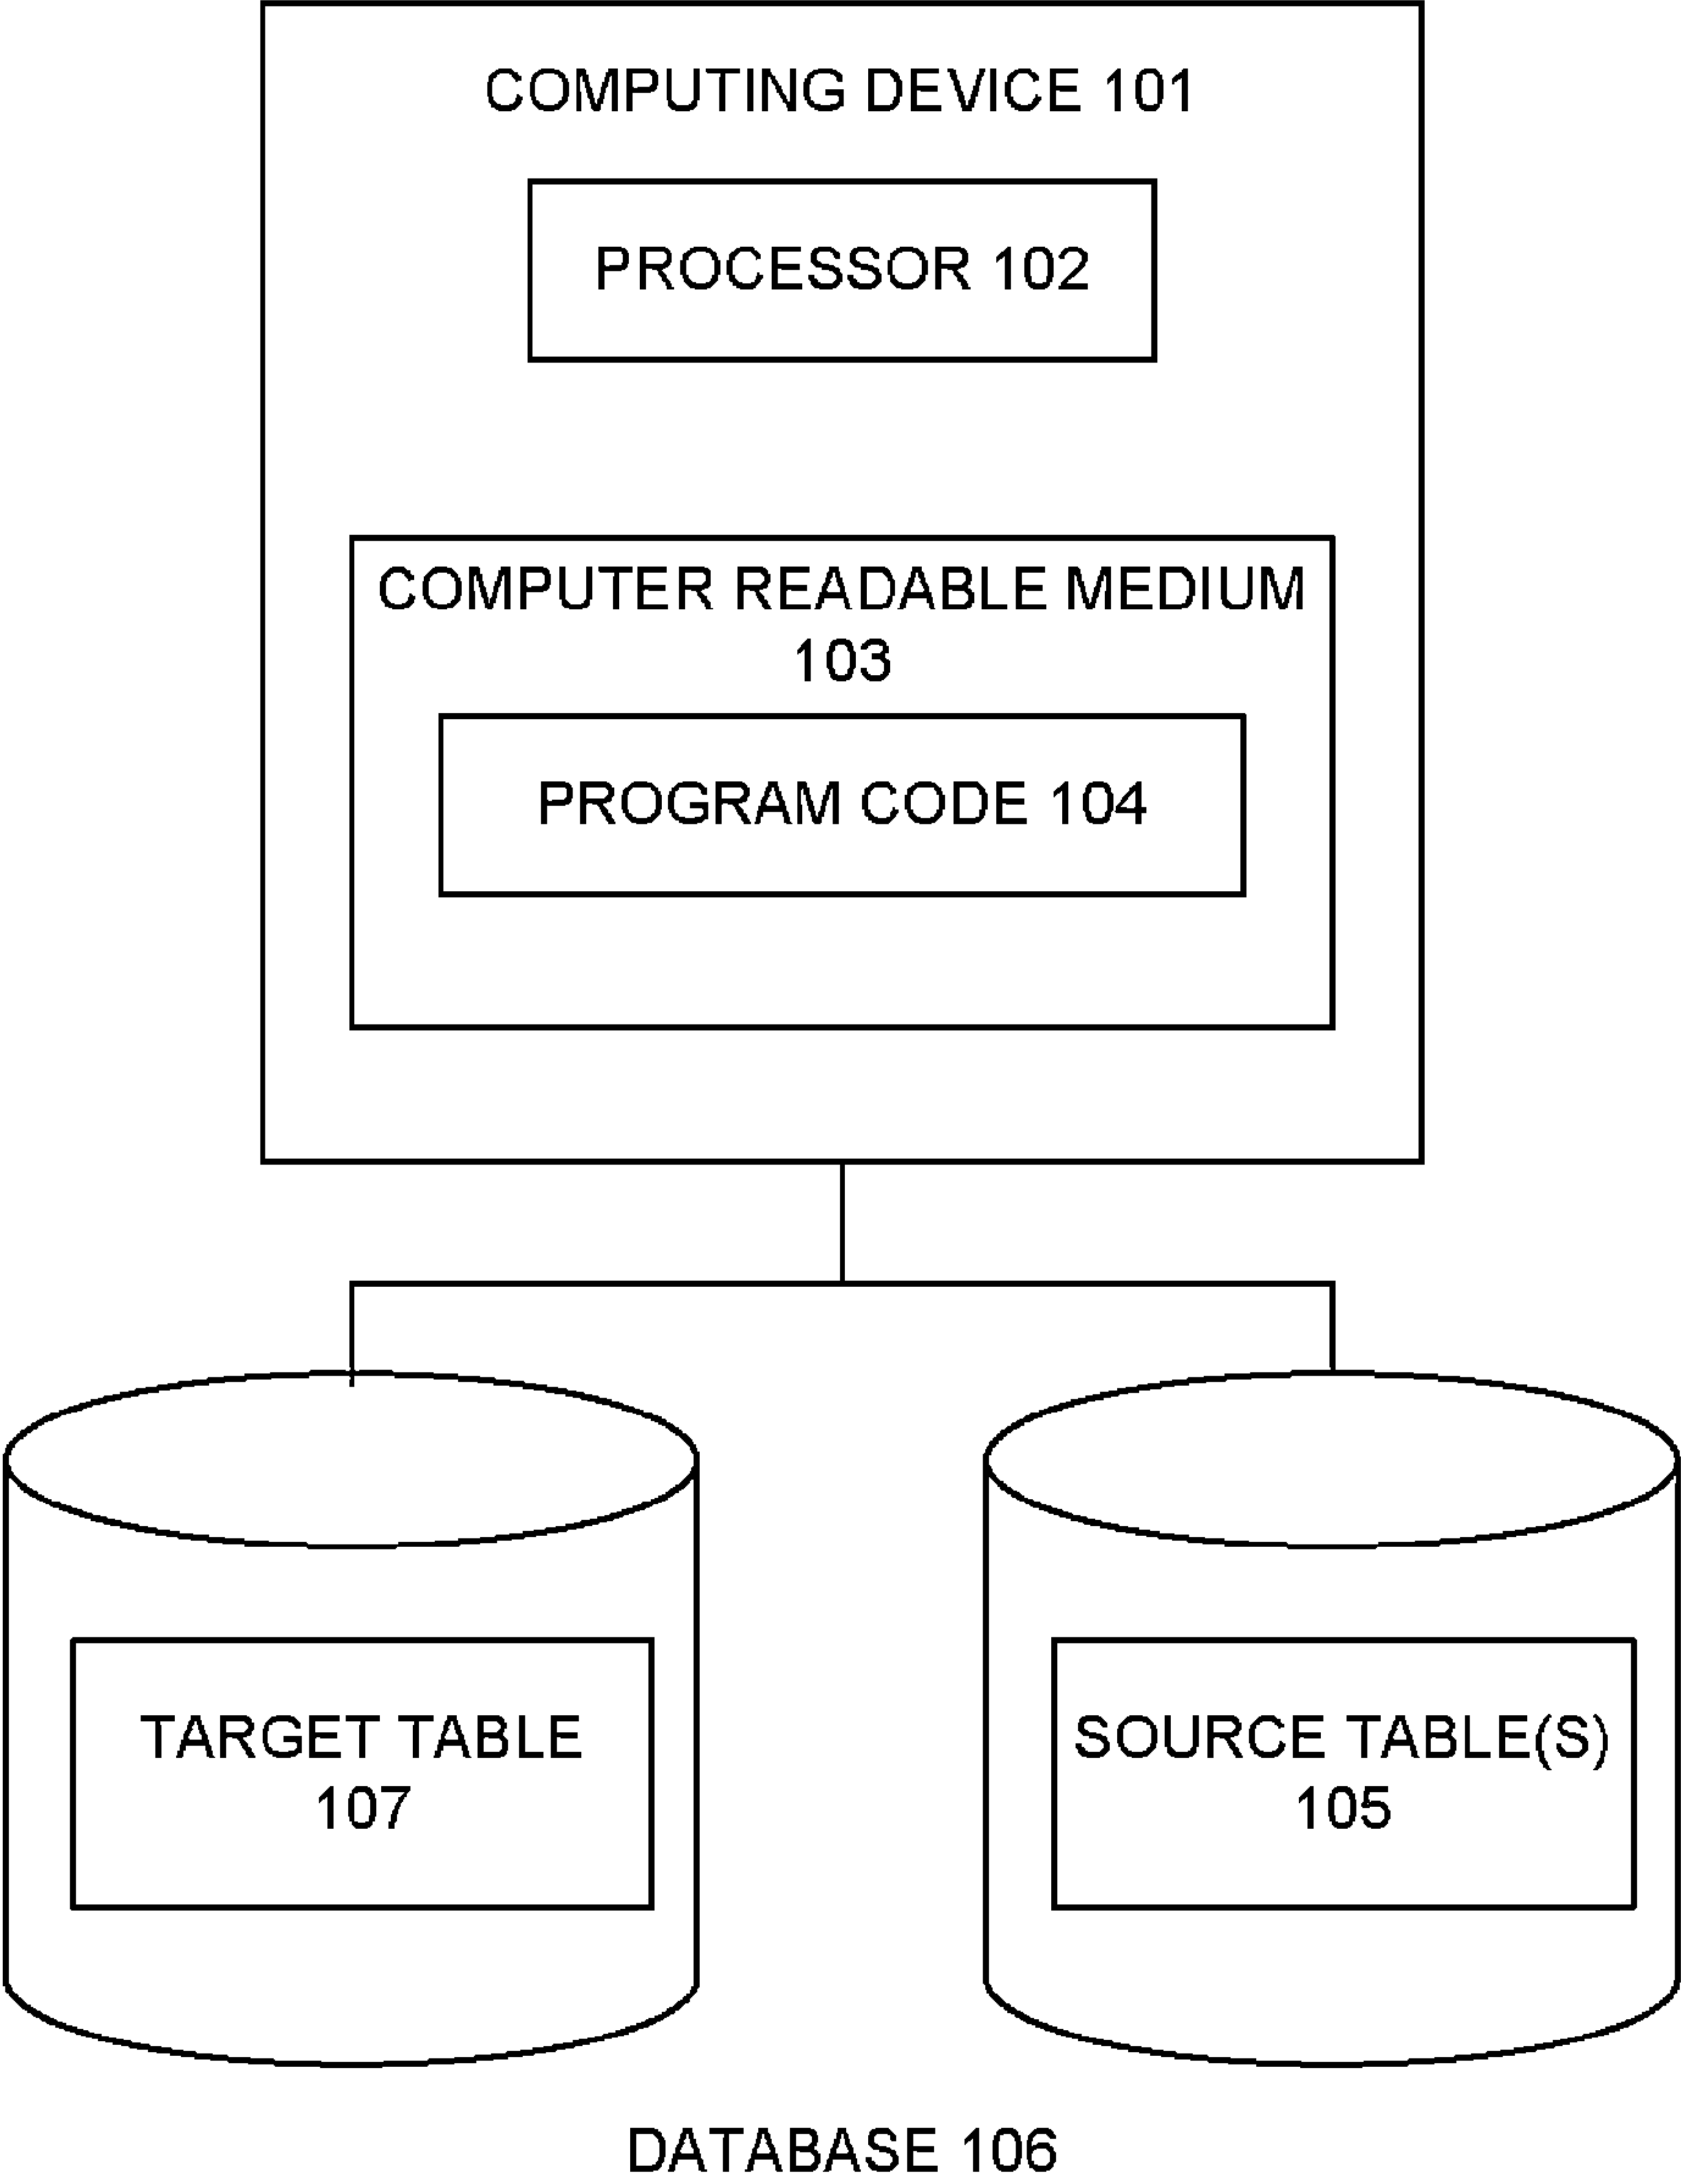 COMPUTING DEVICE 101
PROCESSOR 102
COMPUTER READABLE MEDIUM
103
PROGRAM CODE 104
TARGET TABLE
107
SOURCE TABLE(S)
105
DATABASE 106